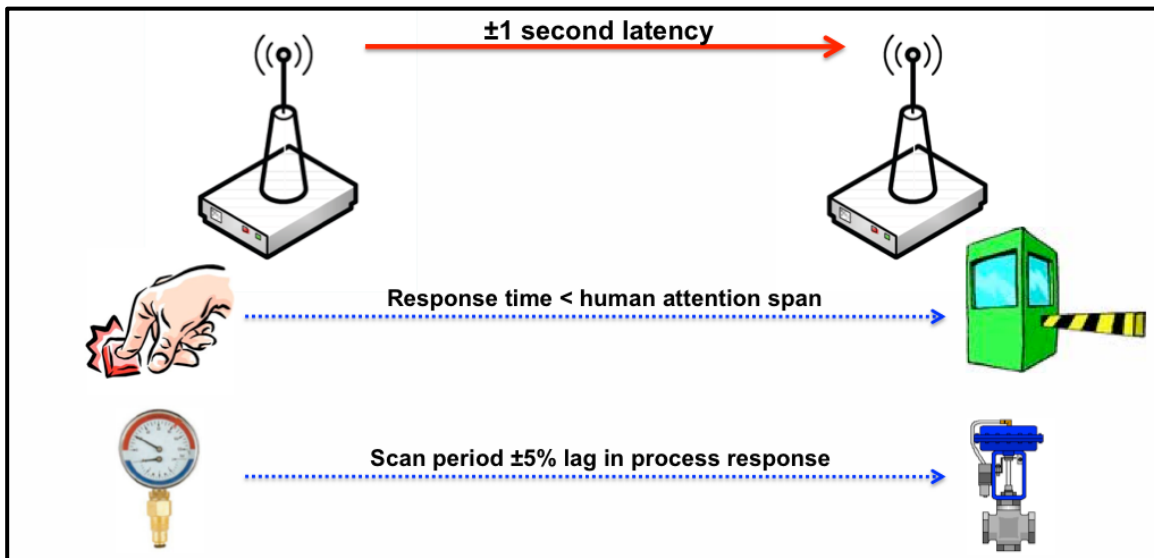 ±1 second latency
Response time < human attention span
Scan period ±5% lag in process response